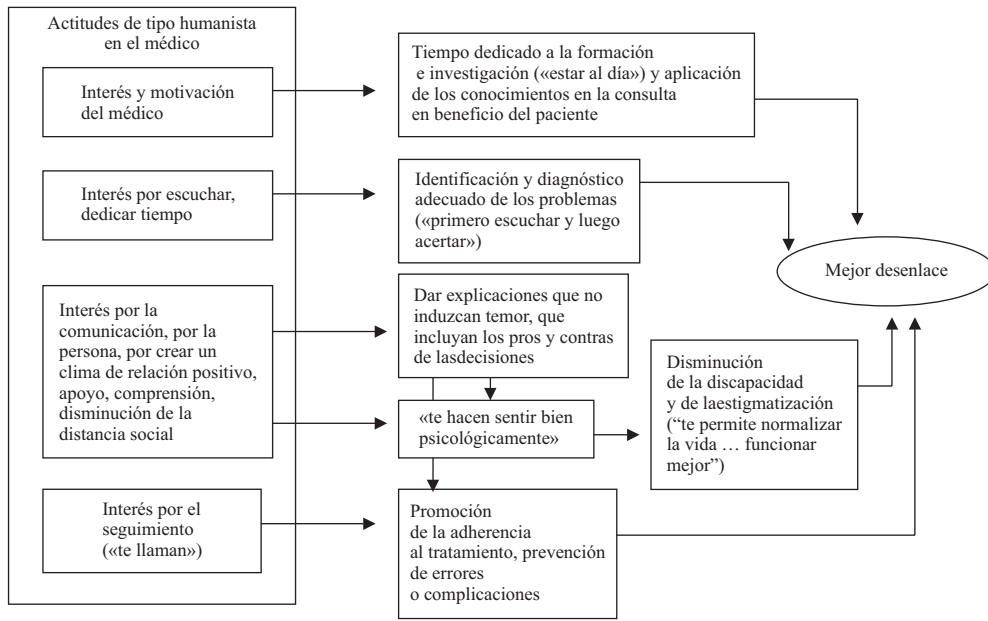 Actitudes de tipo humanista
en el médico
Interés y motivación
del médico
Interés por escuchar,
dedicar tiempo
Interés por la
comunicación, por la
persona, por crear un
clima de relación positivo,
apoyo, comprensión,
disminución de la
distancia social
Interés por el
seguimiento
(«te llaman»)
Tiempo dedicado a la formación
e investigación («estar al día») y aplicación
de los conocimientos en la consulta
en beneficio del paciente
Identificación y diagnóstico
adecuado de los problemas
(«primero escuchar y luego
acertar»)
Dar explicaciones que no
induzcan temor, que
incluyan los pros y contras
de lasdecisiones
«te hacen sentir bien
psicológicamente»
Promoción
de la adherencia
al tratamiento, prevención
de errores
o complicaciones
Disminución
de la discapacidad
y de laestigmatización
(“te permite normalizar
la vida … funcionar
mejor”)
Mejor desenlace